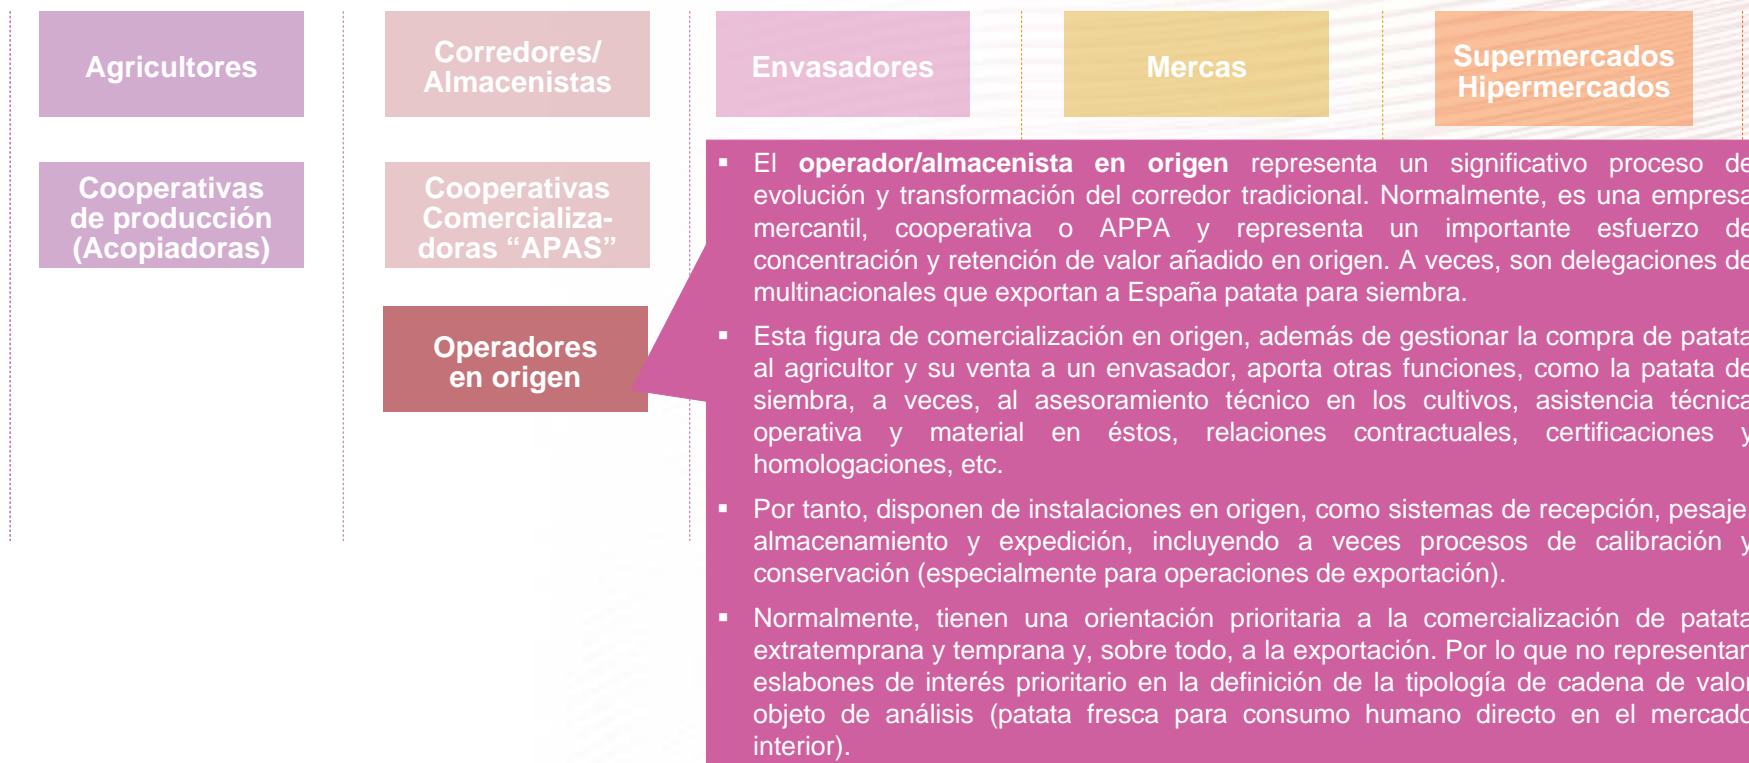 Agricultores
Corredores/
Almacenistas
Envasadores
Mercas
Supermercados
Hipermercados
Cooperativas
de producción
(Acopiadoras)
Cooperativas
Comercializa-
doras “APAS”
Operadores
en origen
▪ El operador/almacenista en origen representa un significativo proceso de
evolución y transformación del corredor tradicional. Normalmente, es una empresa
mercantil, cooperativa o APPA y representa un importante esfuerzo de
concentración y retención de valor añadido en origen. A veces, son delegaciones de
multinacionales que exportan a España patata para siembra.
▪ Esta figura de comercialización en origen, además de gestionar la compra de patata
al agricultor y su venta a un envasador, aporta otras funciones, como la patata de
siembra, a veces, al asesoramiento técnico en los cultivos, asistencia técnica
operativa y material en éstos, relaciones contractuales, certificaciones y
homologaciones, etc.
▪ Por tanto, disponen de instalaciones en origen, como sistemas de recepción, pesaje
almacenamiento y expedición, incluyendo a veces procesos de calibración y
conservación (especialmente para operaciones de exportación).
▪ Normalmente, tienen una orientación prioritaria a la comercialización de patata
extratemprana y temprana y, sobre todo, a la exportación. Por lo que no representan
eslabones de interés prioritario en la definición de la tipología de cadena de valor
objeto de análisis (patata fresca para consumo humano directo en el mercado
interior).